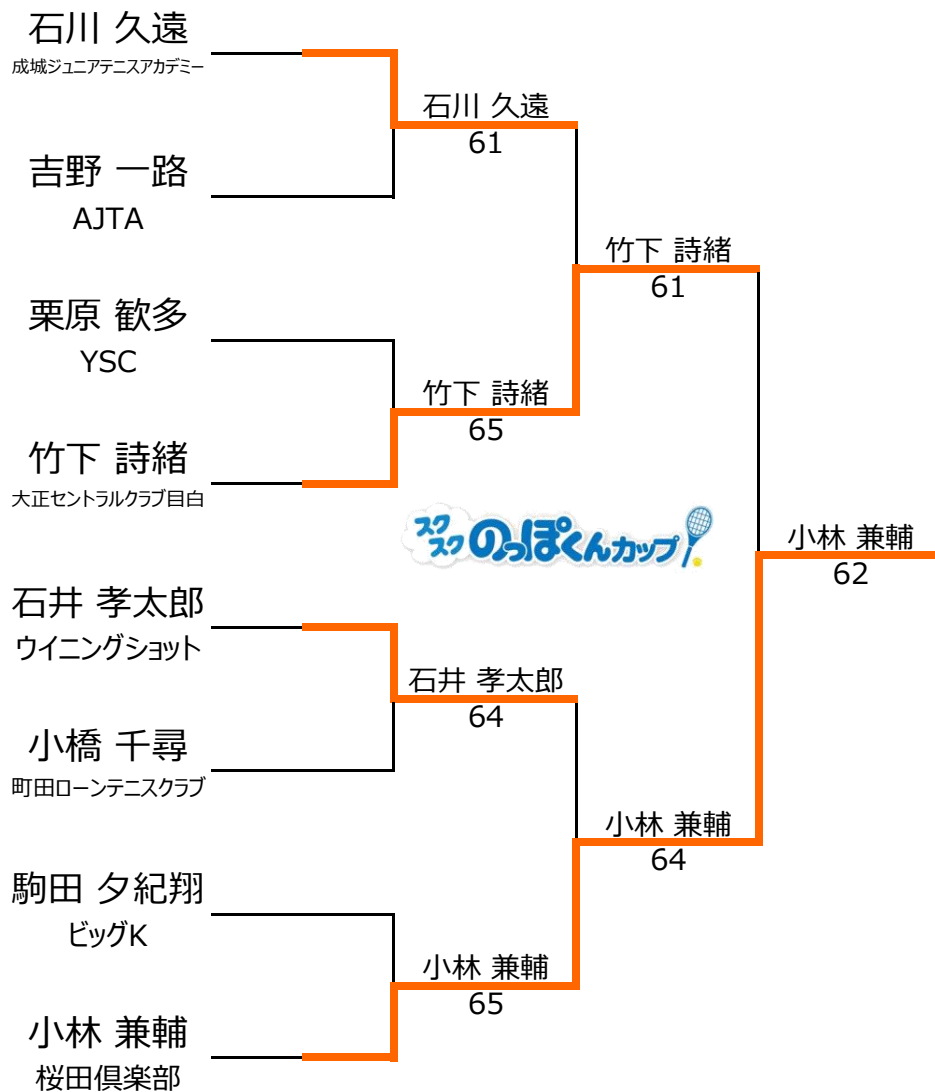 石川 久遠
成城ジュニアテニスアカデミー
石川 久遠
61
吉野 一路
AJTA
竹下 詩緒
61
栗原 歓多
YSC
竹下 詩緒
65
竹下 詩緒
大正セントラルクラブ目白
スクスク のっぽくんカップ
小林 兼輔
62
石井 孝太郎
ウイニングショット
石井 孝太郎
64
小橋 千尋
町田ローンテニスクラブ
小林 兼輔
64
駒田 夕紀翔
ビッグK
小林 兼輔
65
小林 兼輔
桜田倶楽部